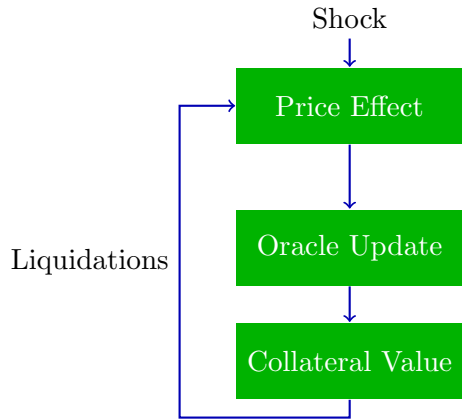 Shock
Price Effect
Oracle Update
Liquidations
Collateral Value